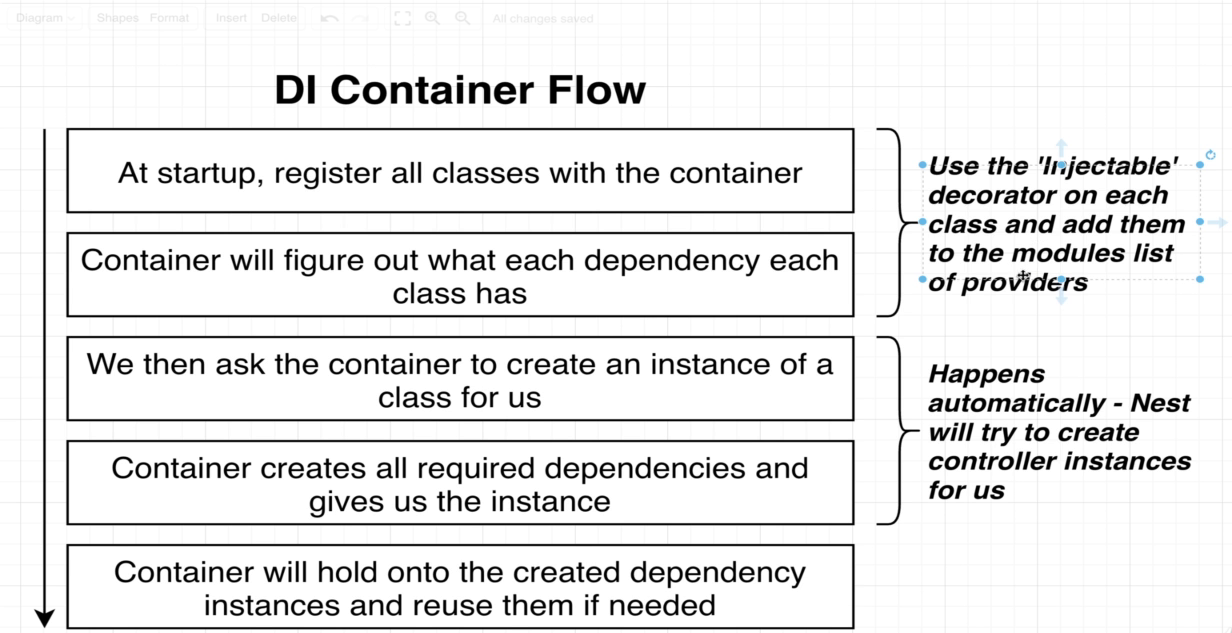 Diagram Shapes Format Insert Delete All changes saved
DI Container Flow
At startup, register all classes with the container
Container will figure out what each dependency each
class has
We then ask the container to create an instance of a
class for us
Container creates all required dependencies and
gives us the instance
Container will hold onto the created dependency
instances and reuse them if needed
Use the 'Injectable'
decorator on each
class and add them
to the modules list
of providers
Happens
automatically - Nest
will try to create
controller instances
for us